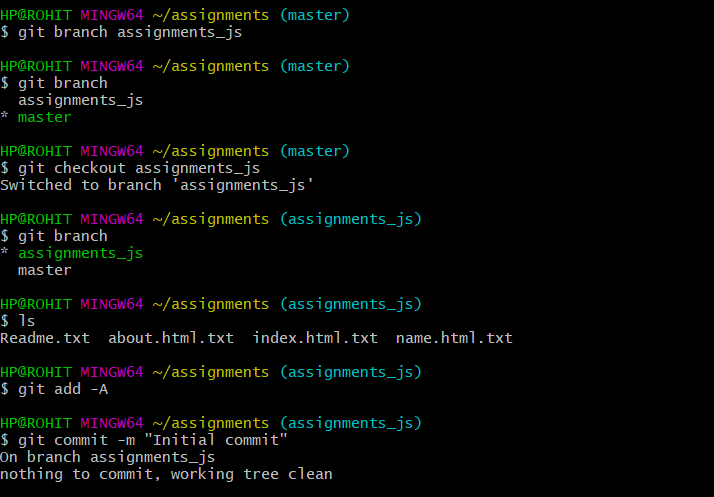 HP@ROHIT MINGW64 ~/assignments (master)
$ git branch assignments_js
HP@ROHIT MINGW64 ~/assignments (master)
$ git branch
  assignments_js
* master
HP@ROHIT MINGW64 ~/assignments (master)
$ git checkout assignments_js
Switched to branch 'assignments_js'
HP@ROHIT MINGW64 ~/assignments (assignments_js)
$ git branch
* assignments_js
  master
HP@ROHIT MINGW64 ~/assignments (assignments_js)
$ ls
Readme.txt  about.html.txt  index.html.txt  name.html.txt
HP@ROHIT MINGW64 ~/assignments (assignments_js)
$ git add -A
HP@ROHIT MINGW64 ~/assignments (assignments_js)
$ git commit -m "Initial commit"
On branch assignments_js
nothing to commit, working tree clean